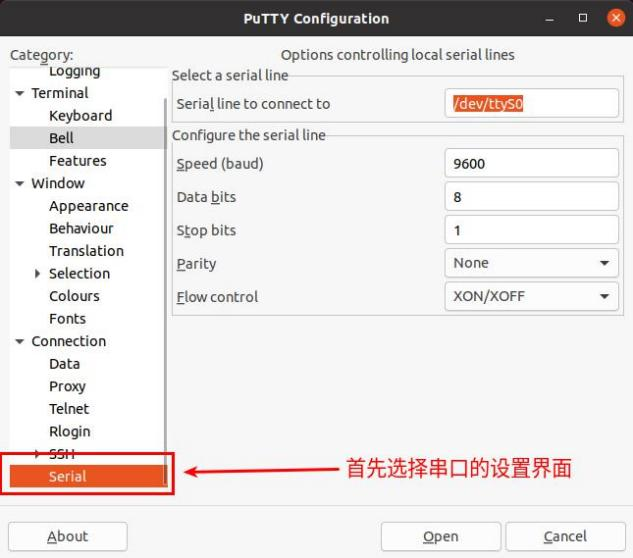 PuTTY Configuration
Category:
Logging
Terminal
Keyboard
Bell
Features
Window
Appearance
Behaviour
Translation
Selection
Colours
Fonts
Connection
Data
Proxy
Telnet
Rlogin
SSH
Serial
Options controlling local serial lines
Select a serial line
Serial line to connect to /dev/ttyS0
Configure the serial line
Speed (baud) 9600
Data bits 8
Stop bits 1
Parity None
Flow control XON/XOFF
首先选择串口的设置界面
About Open Cancel